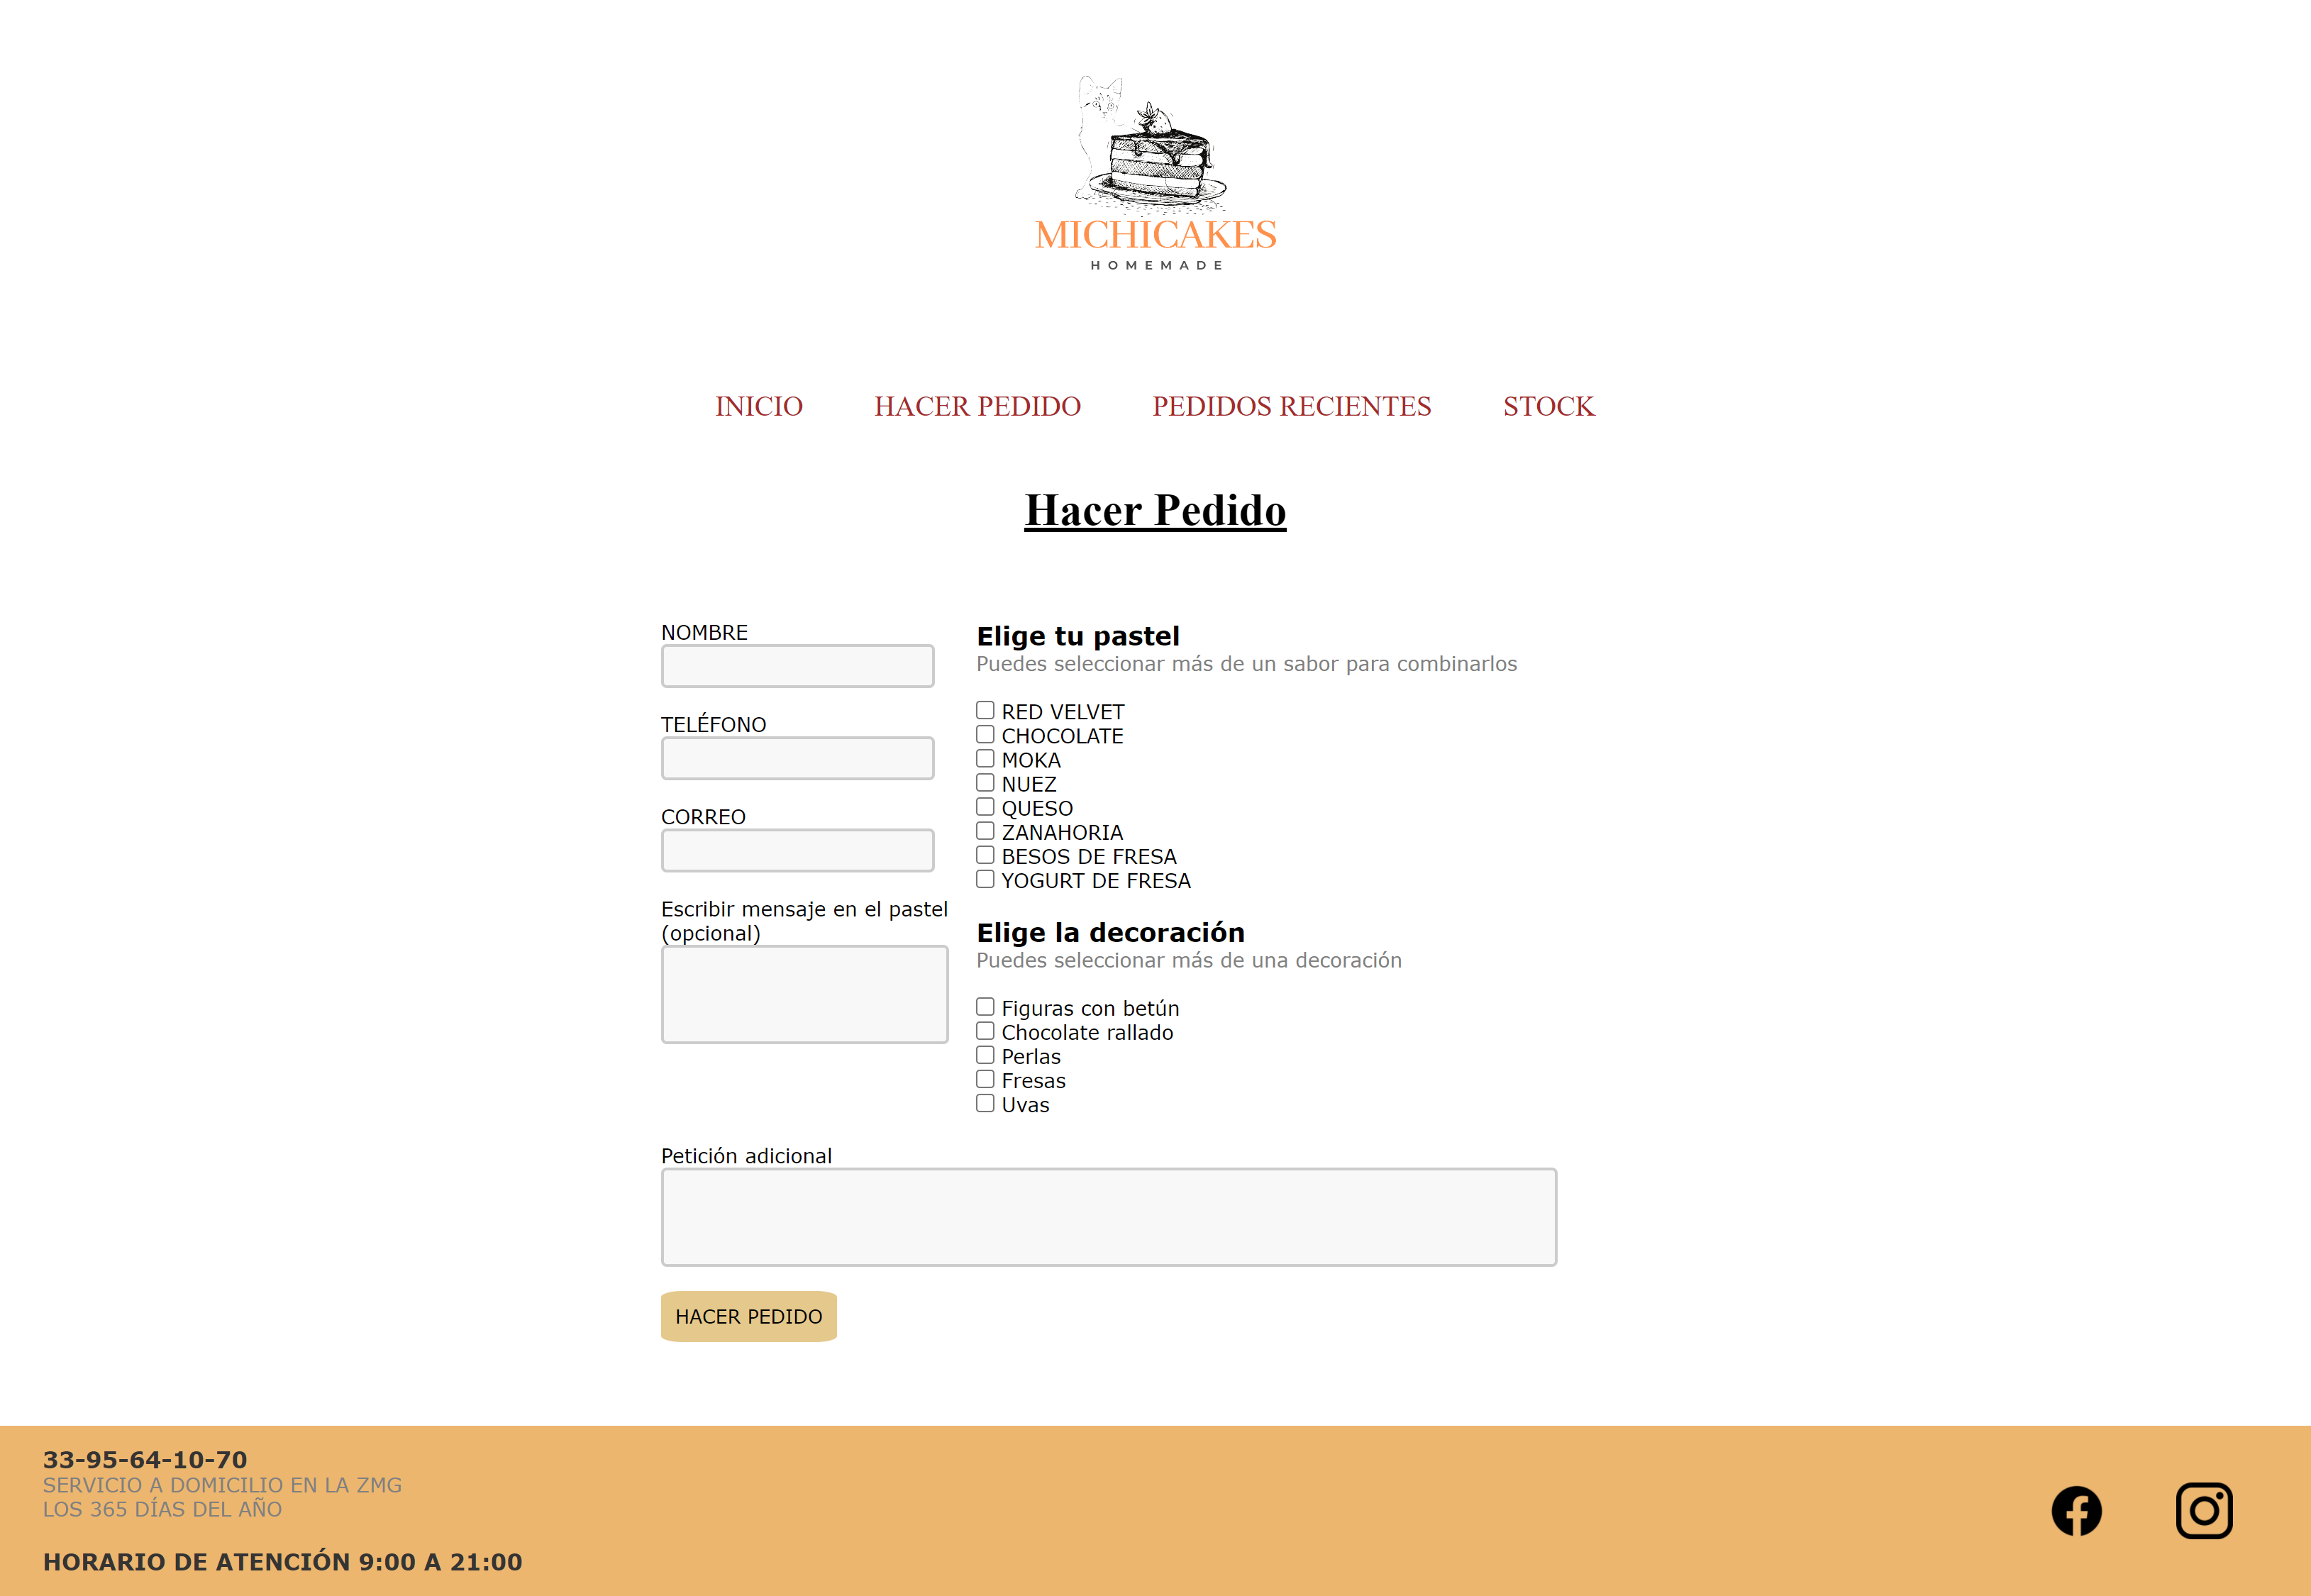 MICHICAKES
HOMEMADE
INICIO HACER PEDIDO PEDIDOS RECIENTES STOCK
Hacer Pedido
NOMBRE
TELÉFONO
CORREO
Escribir mensaje en el pastel
(opcional)
Elige tu pastel
Puedes seleccionar más de un sabor para combinarlos
RED VELVET
CHOCOLATE
MOKA
NUEZ
QUESO
ZANAHORIA
BESOS DE FRESA
YOGURT DE FRESA
Elige la decoración
Puedes seleccionar más de una decoración
Figuras con betún
Chocolate rallado
Perlas
Fresas
Uvas
Petición adicional
HACER PEDIDO
33-95-64-10-70
SERVICIO A DOMICILIO EN LA ZMG
LOS 365 DÍAS DEL AÑO
HORARIO DE ATENCIÓN 9:00 A 21:00